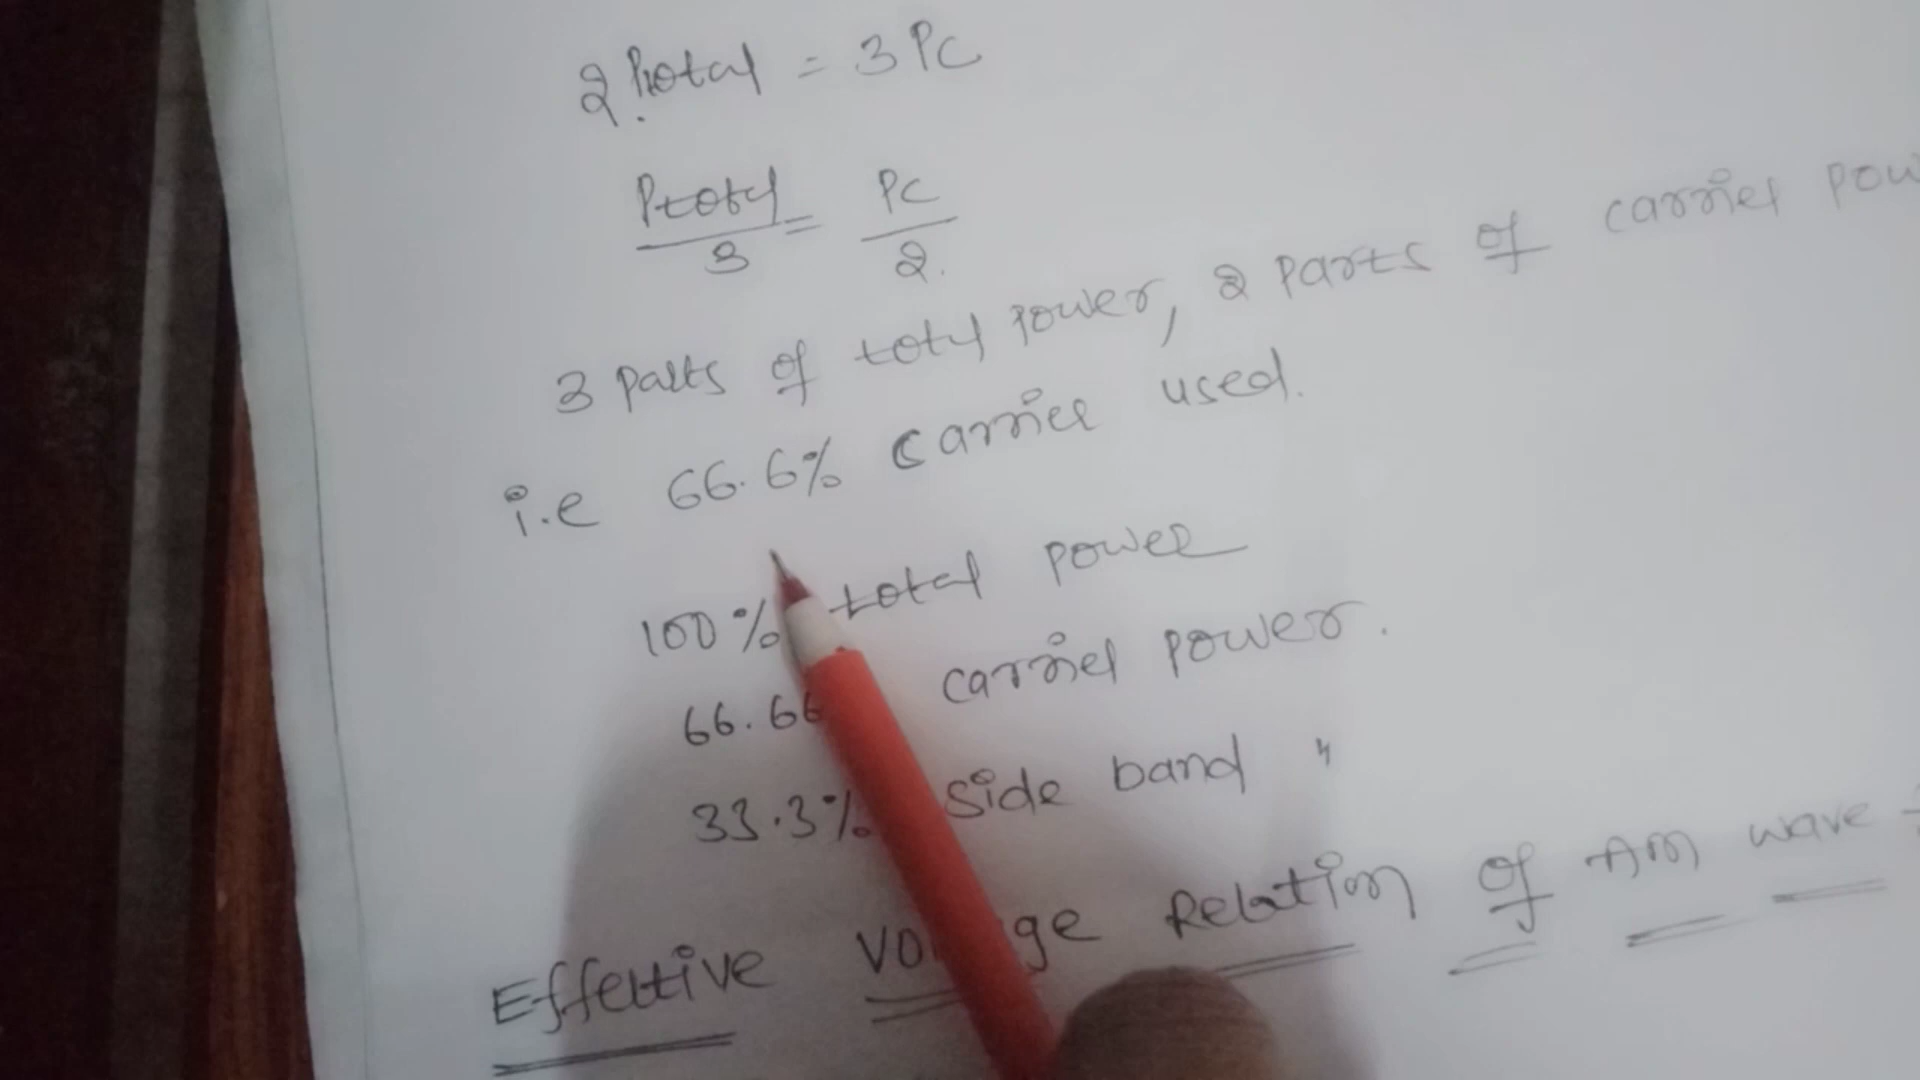 2 Ptotal = 3 Pc
Ptotal/3 = Pc/2.
3 parts of total power, 2 parts of carrier pow
i.e 66.6% carrier used.
100% total power
66.66 carrier power.
33.3% side band "
Effective Vo ge Relation of AM wave